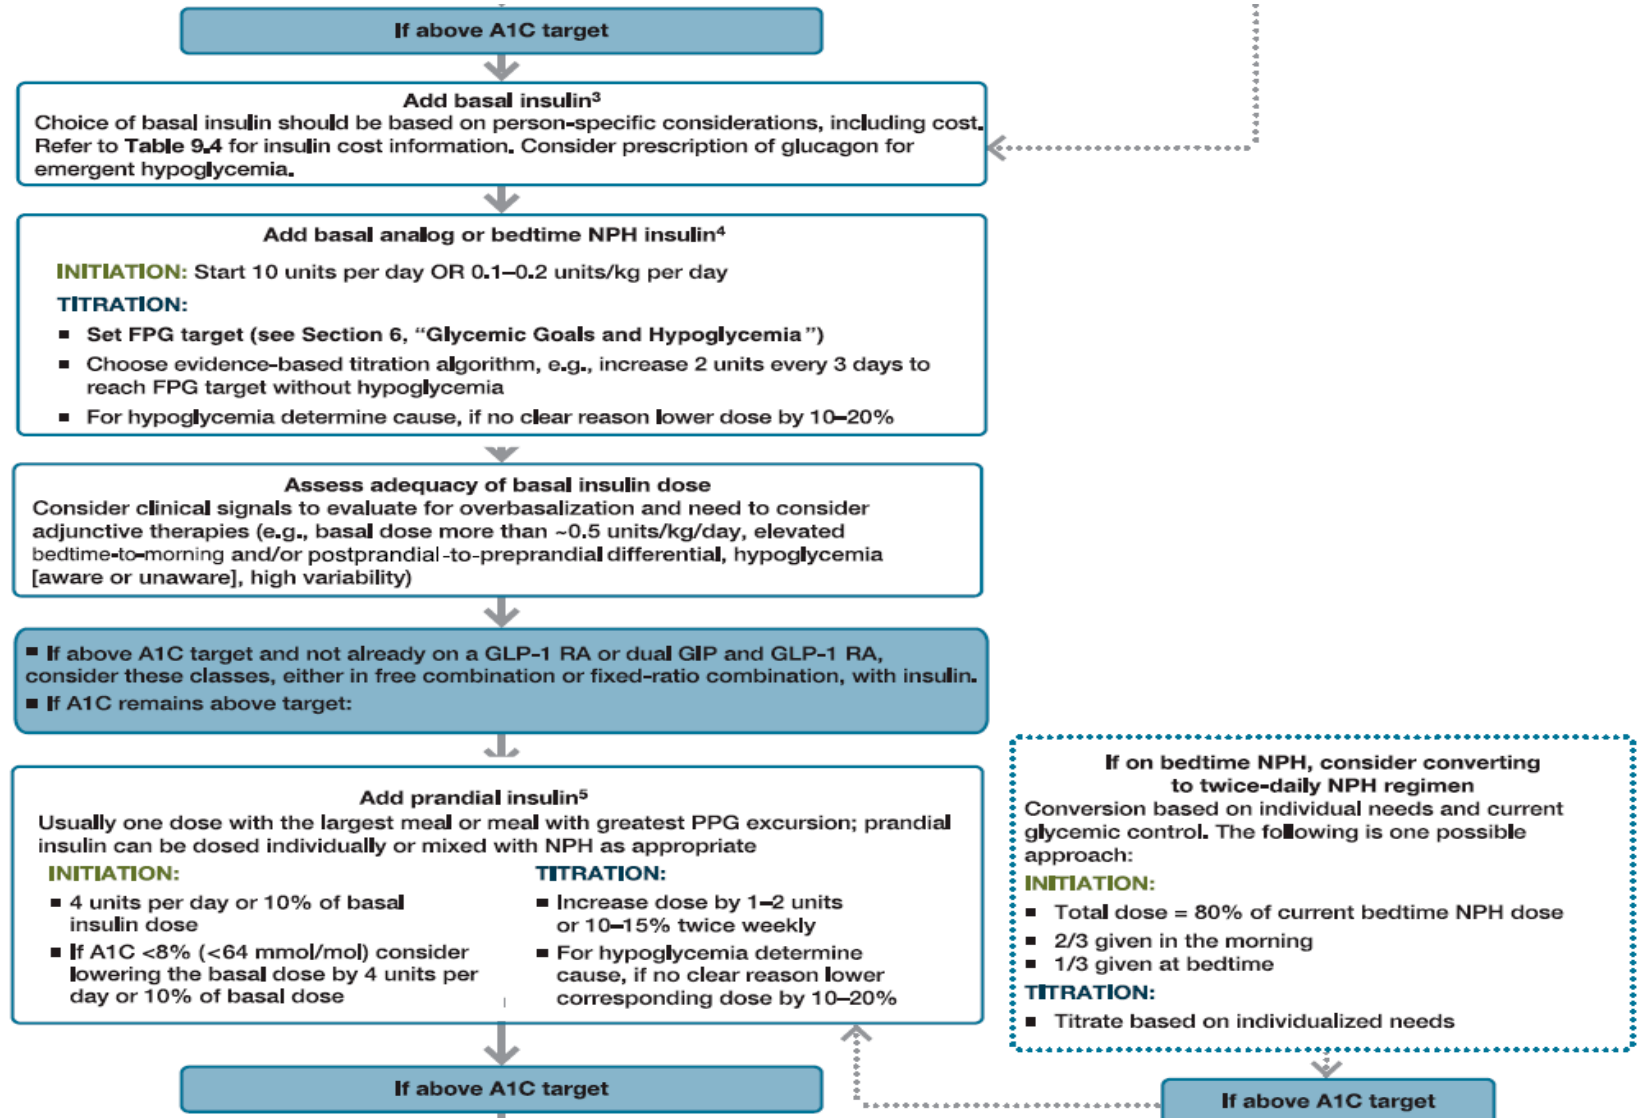 If above A1C target
Add basal insulin³
Choice of basal insulin should be based on person-specific considerations, including cost.
Refer to Table 9.4 for insulin cost information. Consider prescription of glucagon for
emergent hypoglycemia.
Add basal analog or bedtime NPH insulin⁴
INITIATION: Start 10 units per day OR 0.1–0.2 units/kg per day
TITRATION:
■ Set FPG target (see Section 6, “Glycemic Goals and Hypoglycemia”)
■ Choose evidence-based titration algorithm, e.g., increase 2 units every 3 days to
reach FPG target without hypoglycemia
■ For hypoglycemia determine cause, if no clear reason lower dose by 10–20%
Assess adequacy of basal insulin dose
Consider clinical signals to evaluate for overbasalization and need to consider
adjunctive therapies (e.g., basal dose more than ~0.5 units/kg/day, elevated
bedtime-to-morning and/or postprandial-to-preprandial differential, hypoglycemia
[aware or unaware], high variability)
■ If above A1C target and not already on a GLP-1 RA or dual GIP and GLP-1 RA,
consider these classes, either in free combination or fixed-ratio combination, with insulin.
■ If A1C remains above target:
Add prandial insulin⁵
Usually one dose with the largest meal or meal with greatest PPG excursion; prandial
insulin can be dosed individually or mixed with NPH as appropriate
INITIATION:
■ 4 units per day or 10% of basal
insulin dose
■ If A1C <8% (<64 mmol/mol) consider
lowering the basal dose by 4 units per
day or 10% of basal dose
TITRATION:
■ Increase dose by 1–2 units
or 10–15% twice weekly
■ For hypoglycemia determine
cause, if no clear reason lower
corresponding dose by 10–20%
If above A1C target
If on bedtime NPH, consider converting
to twice-daily NPH regimen
Conversion based on individual needs and current
glycemic control. The following is one possible
approach:
INITIATION:
■ Total dose = 80% of current bedtime NPH dose
■ 2/3 given in the morning
■ 1/3 given at bedtime
TITRATION:
■ Titrate based on individualized needs
If above A1C target